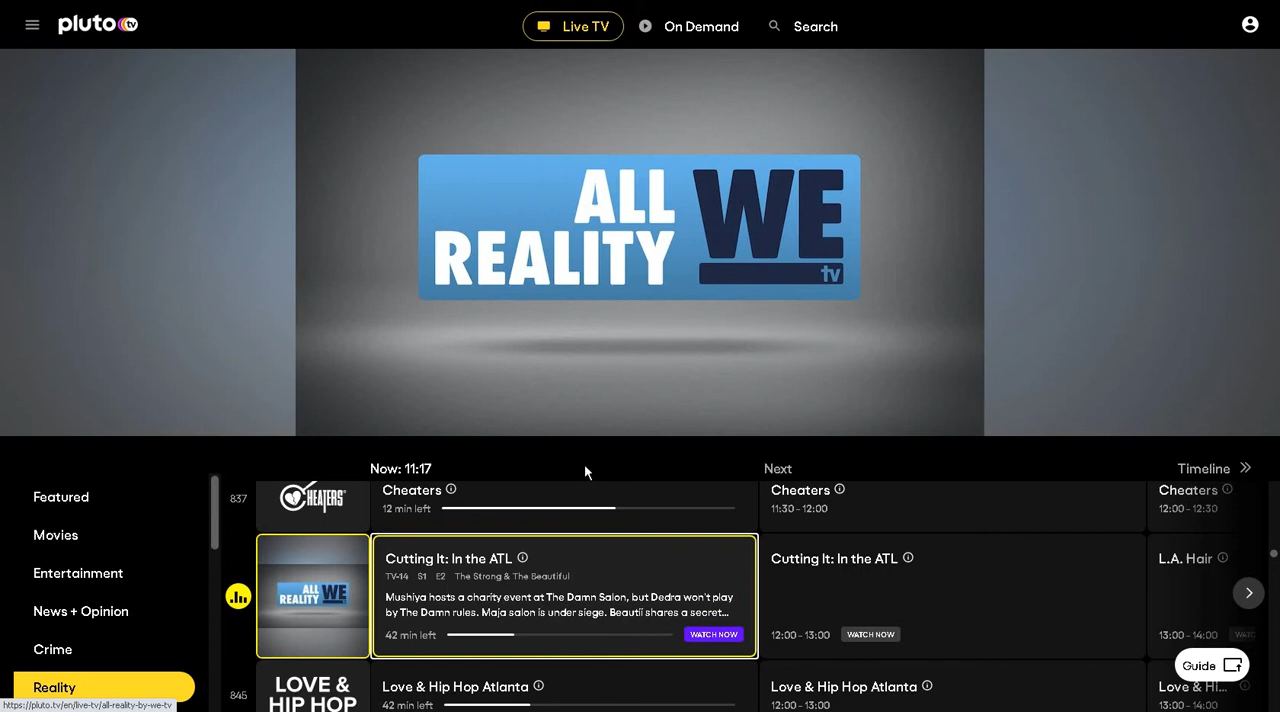 pluto tv
Live TV
On Demand
Search
ALL
REALITY
WE
tv
Now: 11:17
Next
Timeline
Featured
Movies
Entertainment
News + Opinion
Crime
Reality
837
CHEATERS
Cheaters
12 min left
Cheaters
11:30 - 12:00
Cheaters
12:00 - 12:30
ALL
REALITY
WE
Cutting It: In the ATL
TV-14 S1 E2 The Strong & The Beautiful
Mushiya hosts a charity event at The Damn Salon, but Dedra won't play
by The Damn rules. Maja salon is under siege. Beautii shares a secret...
42 min left
WATCH NOW
Cutting It: In the ATL
12:00 - 13:00
WATCH NOW
L.A. Hair
13:00 - 14:00
WATC
845
LOVE &
HIP HOP
Love & Hip Hop Atlanta
42 min left
Love & Hip Hop Atlanta
12:00 - 13:00
Love & Hi...
13:00 - 14:00
Guide
https://pluto.tv/en/live-tv/all-reality-by-we-tv